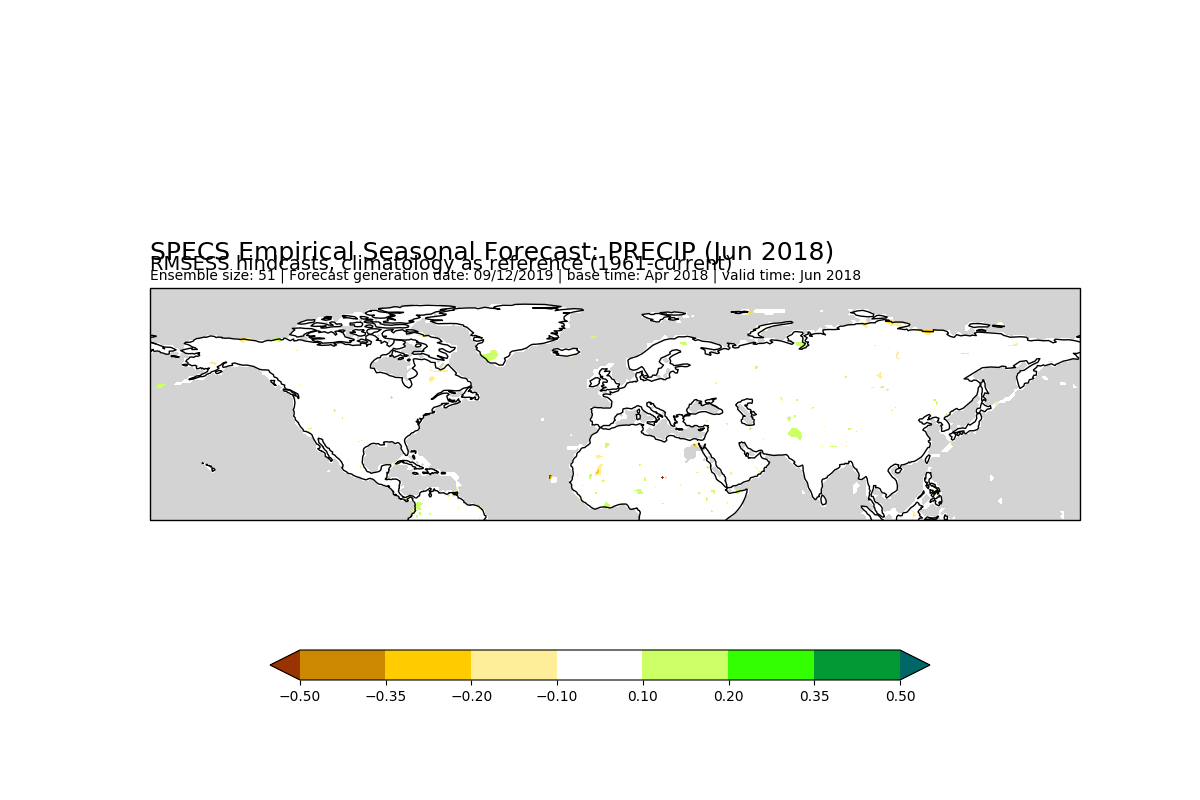 SPECS Empirical Seasonal Forecast: PRECIP (Jun 2018)
RMSESS hindcasts, climatology as reference (1961-current)
Ensemble size: 51 | Forecast generation date: 09/12/2019 | base time: Apr 2018 | Valid time: Jun 2018
−0.50 −0.35 −0.20 −0.10 0.10 0.20 0.35 0.50